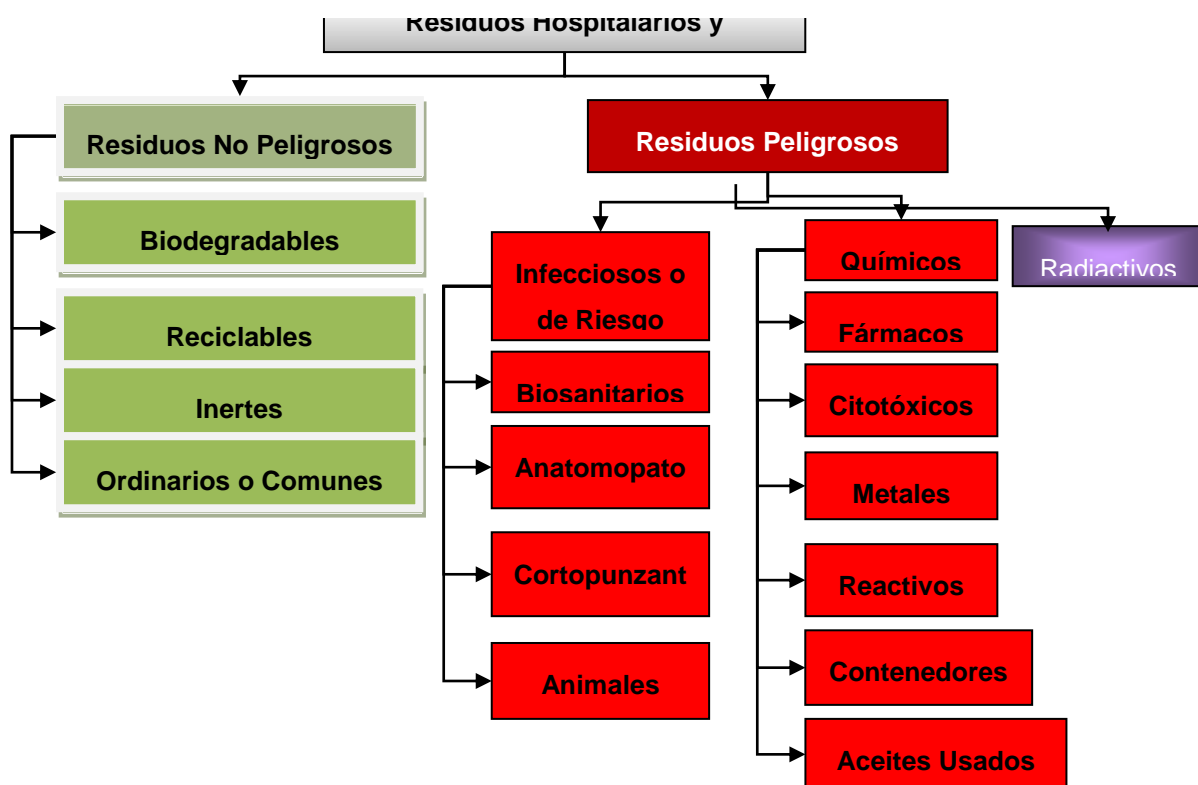 Residuos Hospitalarios y
Residuos No Peligrosos
Biodegradables
Reciclables
Inertes
Ordinarios o Comunes
Residuos Peligrosos
Infecciosos o
de Riesgo
Biosanitarios
Anatomopato
Cortopunzant
Animales
Químicos
Fármacos
Citotóxicos
Metales
Reactivos
Contenedores
Aceites Usados
Radiactivos